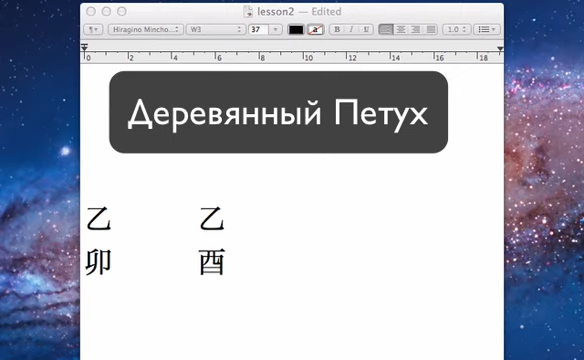 lesson2 — Edited
Hiragino Mincho... W3 37 B I U 1.0
0 2 4 6 8 10 12 14 16 18
Деревянный Петух
乙 乙
卯 酉